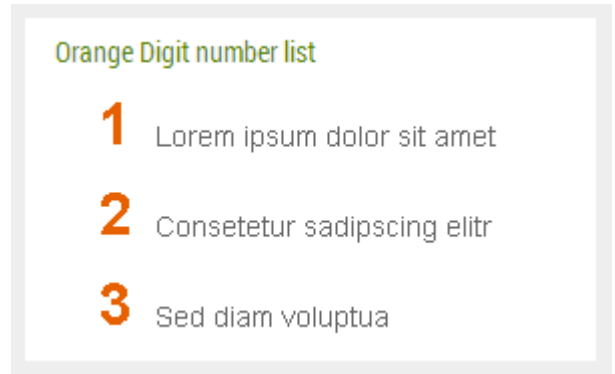 Orange Digit number list
1 Lorem ipsum dolor sit amet
2 Consetetur sadipscing elitr
3 Sed diam voluptua